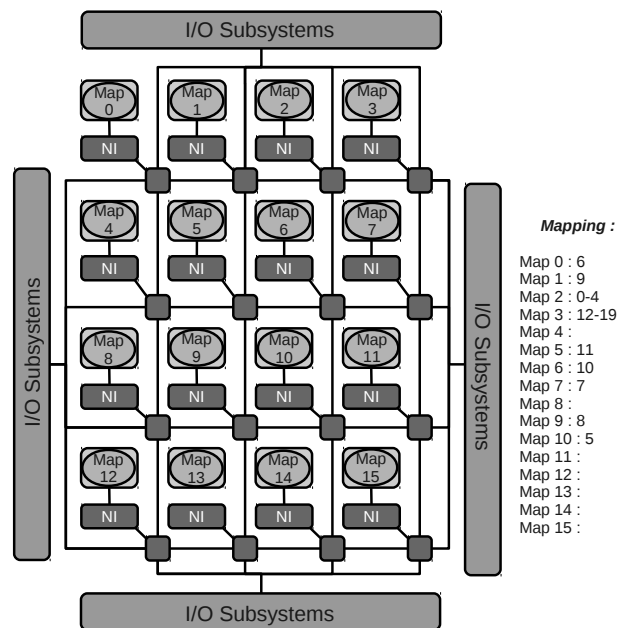 I/O Subsystems
Map 0
Map 1
Map 2
Map 3
NI
NI
NI
NI
Map 4
Map 5
Map 6
Map 7
NI
NI
NI
NI
Map 8
Map 9
Map 10
Map 11
NI
NI
NI
NI
Map 12
Map 13
Map 14
Map 15
NI
NI
NI
NI
I/O Subsystems
I/O Subsystems
I/O Subsystems
Mapping :
Map 0 : 6
Map 1 : 9
Map 2 : 0-4
Map 3 : 12-19
Map 4 :
Map 5 : 11
Map 6 : 10
Map 7 : 7
Map 8 :
Map 9 : 8
Map 10 : 5
Map 11 :
Map 12 :
Map 13 :
Map 14 :
Map 15 :